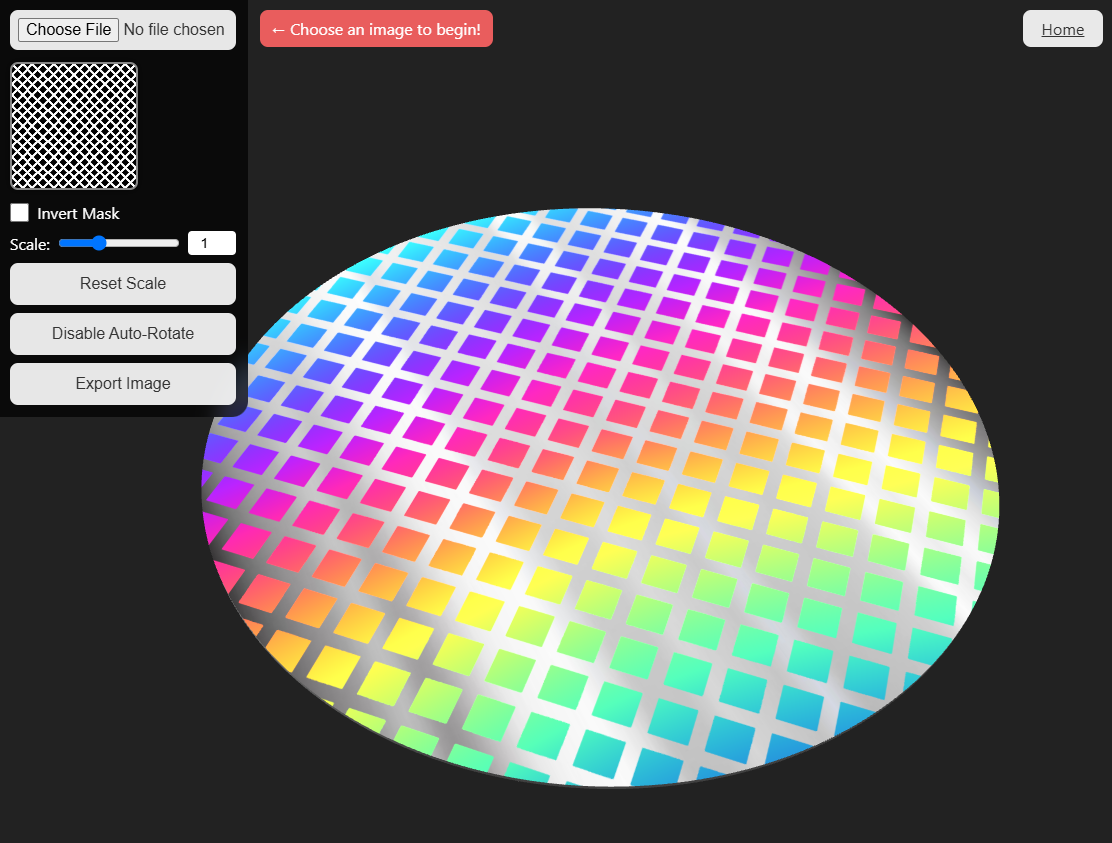 Choose File No file chosen
← Choose an image to begin!
Home
Invert Mask
Scale: 1
Reset Scale
Disable Auto-Rotate
Export Image